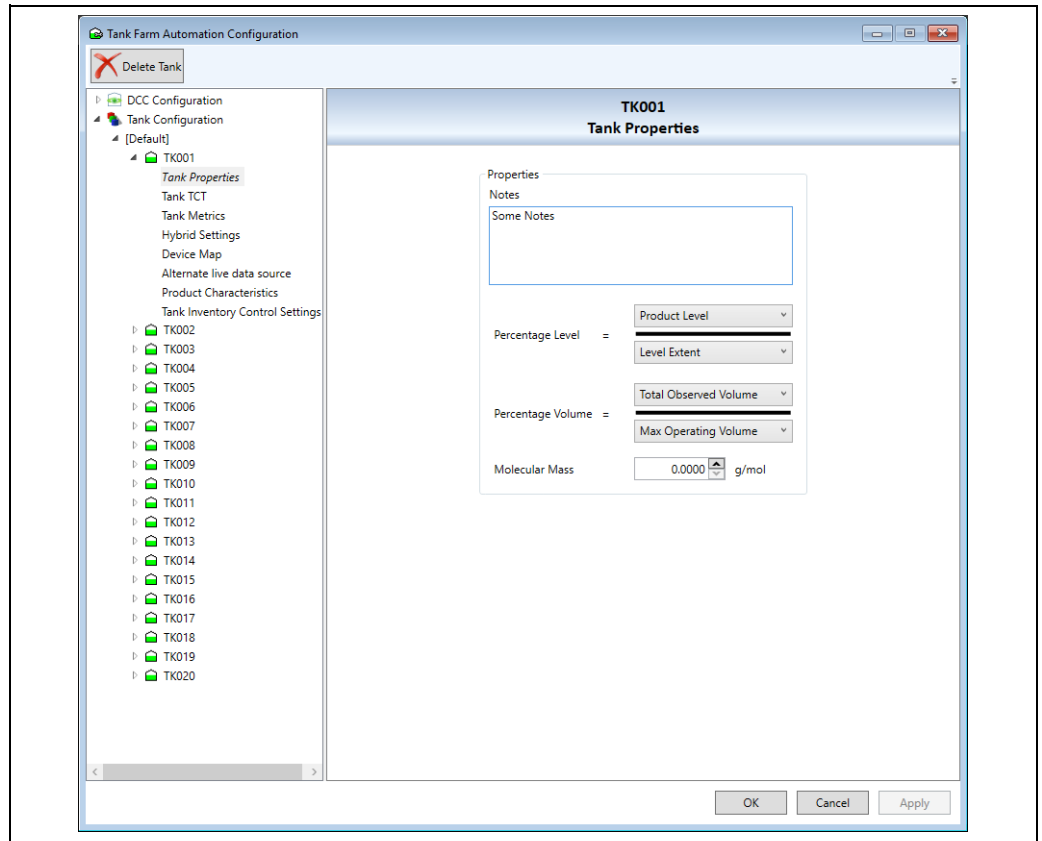 Tank Farm Automation Configuration
Delete Tank
DCC Configuration
Tank Configuration
[Default]
TK001
Tank Properties
Tank TCT
Tank Metrics
Hybrid Settings
Device Map
Alternate live data source
Product Characteristics
Tank Inventory Control Settings
TK002
TK003
TK004
TK005
TK006
TK007
TK008
TK009
TK010
TK011
TK012
TK013
TK014
TK015
TK016
TK017
TK018
TK019
TK020
TK001
Tank Properties
Properties
Notes
Some Notes
Product Level
Percentage Level =
Level Extent
Total Observed Volume
Percentage Volume =
Max Operating Volume
Molecular Mass 0.0000 g/mol
OK Cancel Apply